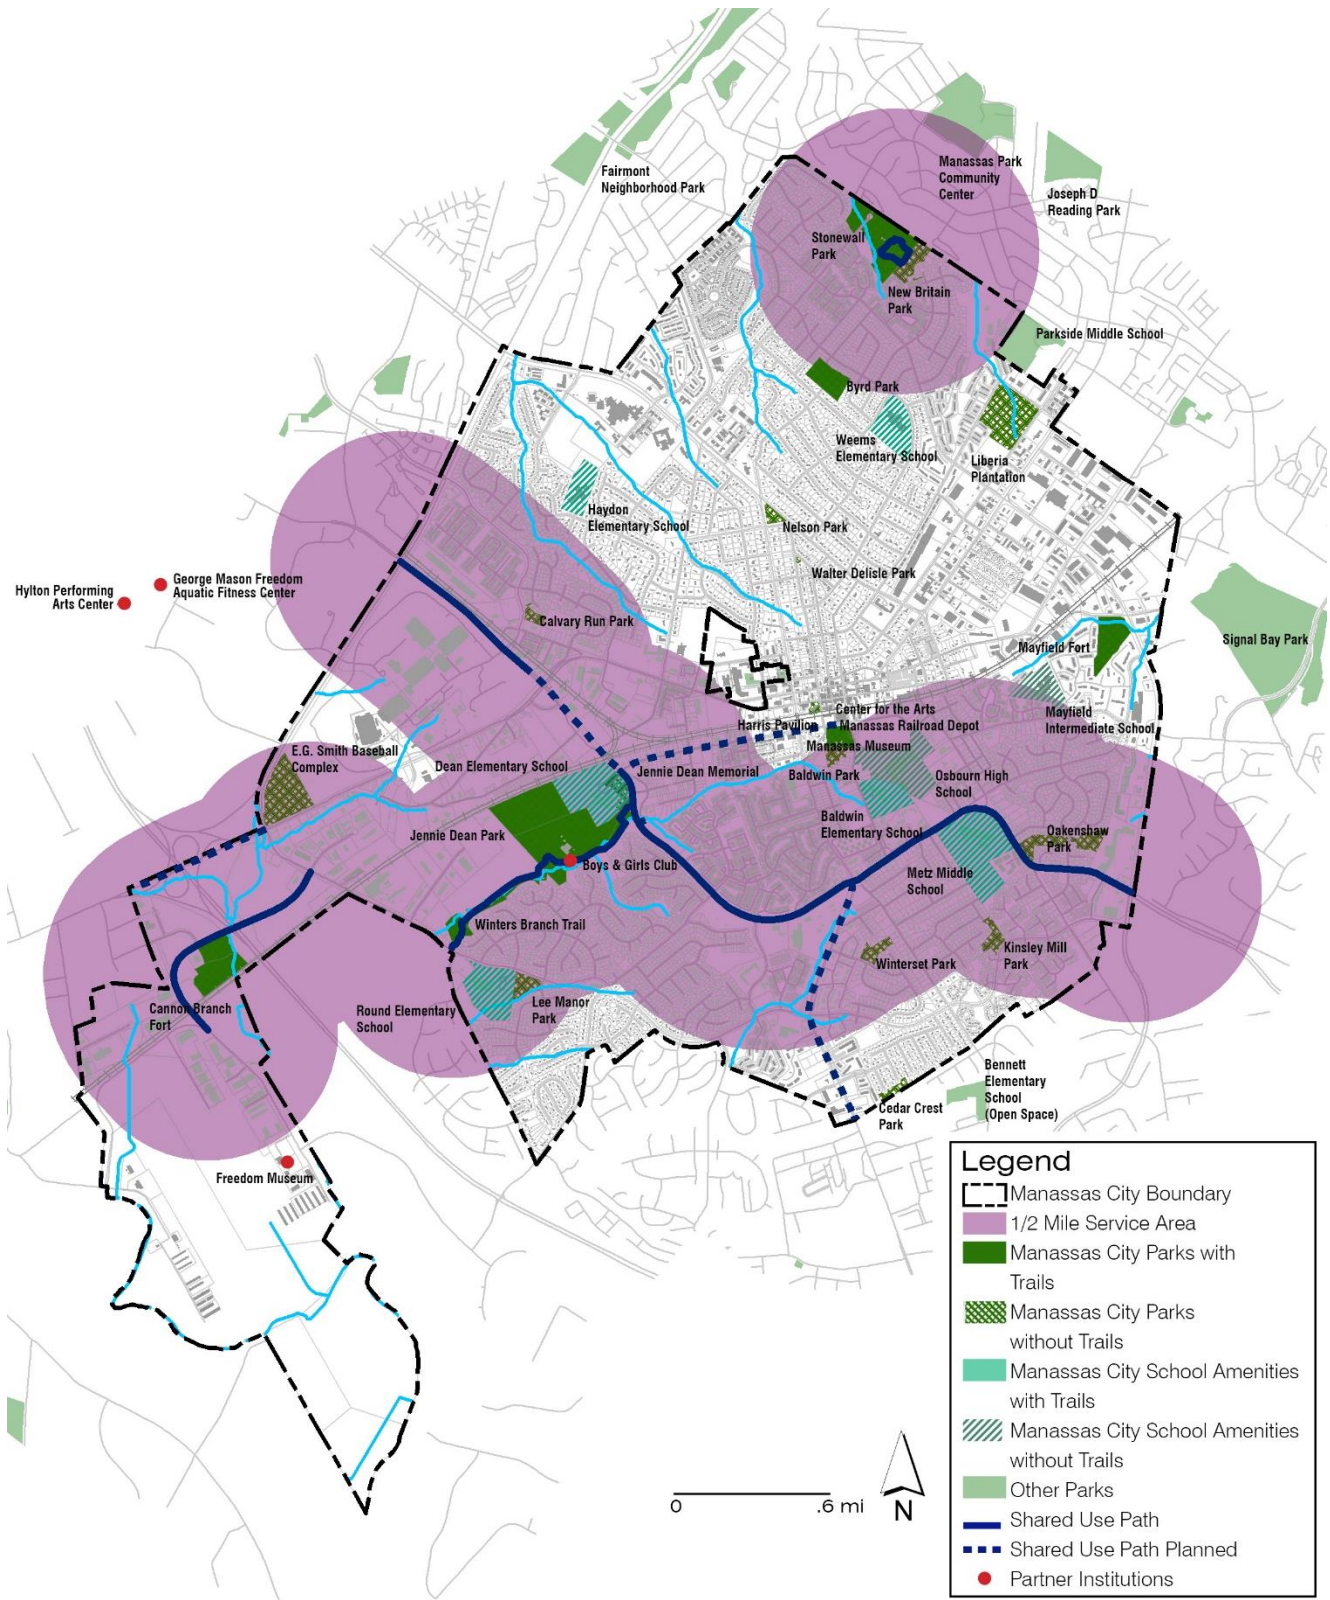 Fairmont
Neighborhood Park
Manassas Park
Community
Center
Joseph D
Reading Park
Stonewall
Park
New Britain
Park
Parkside Middle School
Byrd Park
Weems
Elementary School
Liberia
Plantation
Haydon
Elementary School
Nelson Park
Walter Delisle Park
Hylton Performing
Arts Center
George Mason Freedom
Aquatic Fitness Center
Calvary Run Park
Mayfield Fort
Signal Bay Park
Mayfield
Intermediate School
Center for the Arts
Harris Pavilion
Manassas Railroad Depot
Manassas Museum
E.G. Smith Baseball
Complex
Dean Elementary School
Jennie Dean Memorial
Baldwin Park
Osbourn High
School
Baldwin
Elementary School
Jennie Dean Park
Oakenshaw
Park
Boys & Girls Club
Metz Middle
School
Winters Branch Trail
Winterset Park
Kinsley Mill
Park
Cannon Branch
Fort
Round Elementary
School
Lee Manor
Park
Bennett
Elementary
School
(Open Space)
Cedar Crest
Park
Freedom Museum
Legend
Manassas City Boundary
1/2 Mile Service Area
Manassas City Parks with
Trails
Manassas City Parks
without Trails
Manassas City School Amenities
with Trails
Manassas City School Amenities
without Trails
Other Parks
Shared Use Path
Shared Use Path Planned
Partner Institutions
0 .6 mi
N